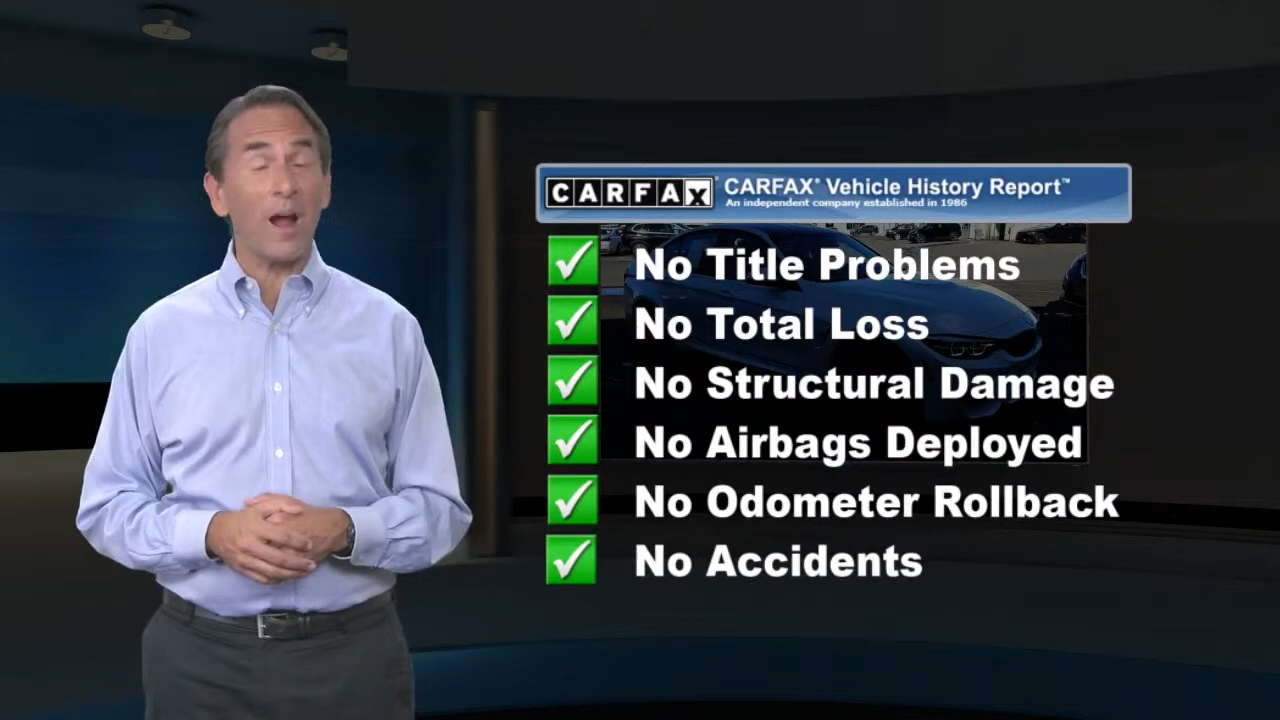 CARFAX
CARFAX® Vehicle History Report™
An independent company established in 1986
No Title Problems
No Total Loss
No Structural Damage
No Airbags Deployed
No Odometer Rollback
No Accidents